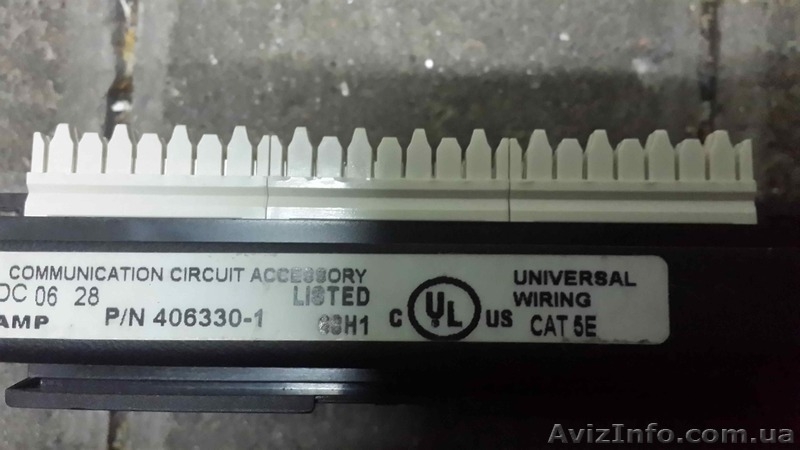 COMMUNICATION CIRCUIT ACCESSORY
DC 06 28 LISTED
AMP P/N 406330-1 H1
C UL US
UNIVERSAL
WIRING
CAT 5E
AvizInfo.com.ua